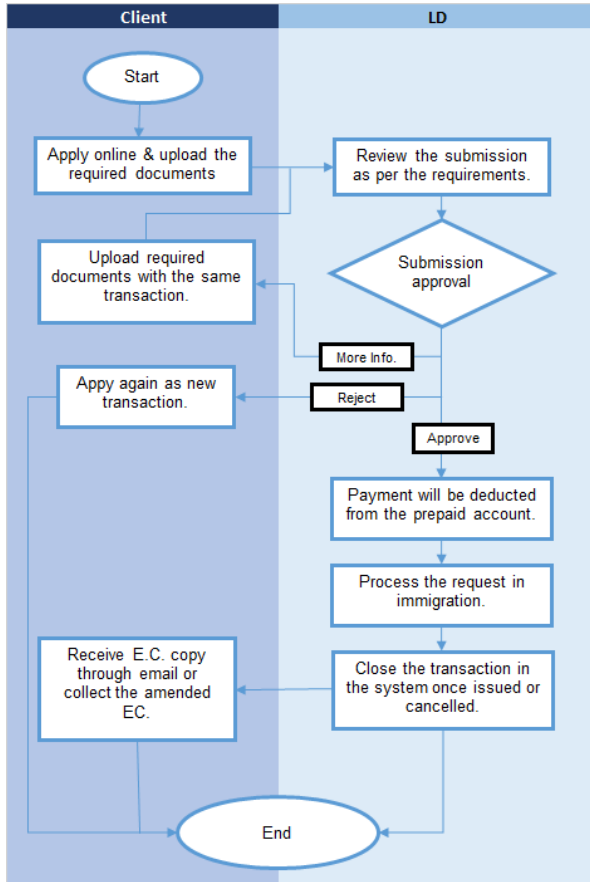 Client
LD
Start
Apply online & upload the
required documents
Review the submission
as per the requirements.
Upload required
documents with the same
transaction.
Submission
approval
More Info.
Appy again as new
transaction.
Reject
Approve
Payment will be deducted
from the prepaid account.
Process the request in
immigration.
Receive E.C. copy
through email or
collect the amended
EC.
Close the transaction in
the system once issued or
cancelled.
End